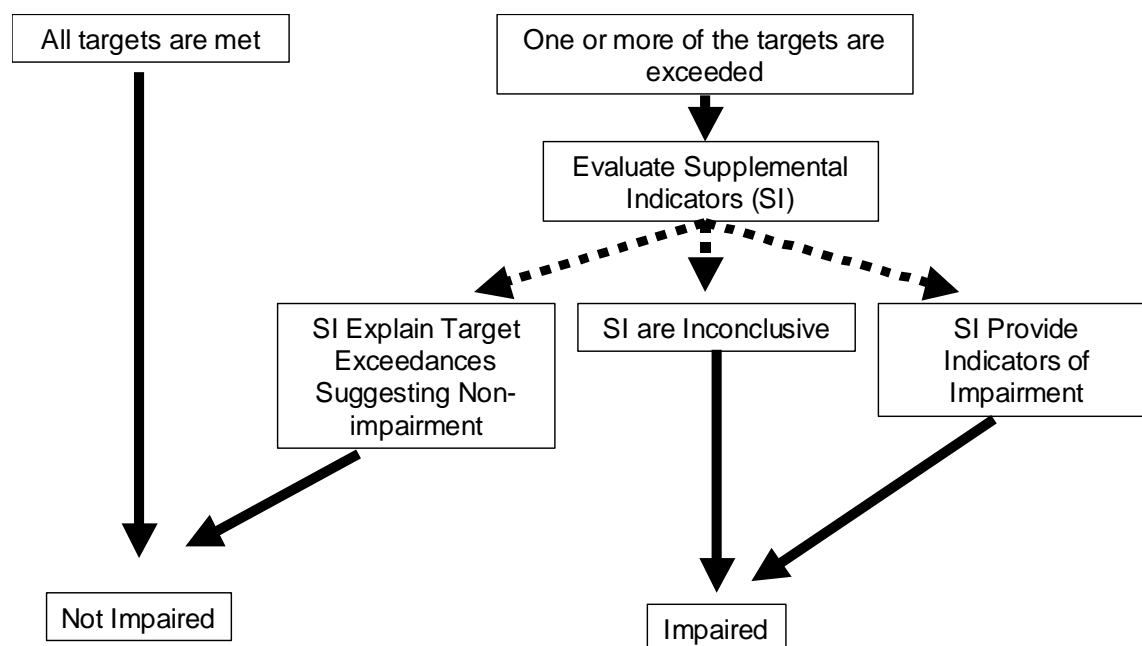 All targets are met
One or more of the targets are
exceeded
Evaluate Supplemental
Indicators (SI)
SI Explain Target
Exceedances
Suggesting Non-
impairment
SI are Inconclusive
SI Provide
Indicators of
Impairment
Not Impaired
Impaired